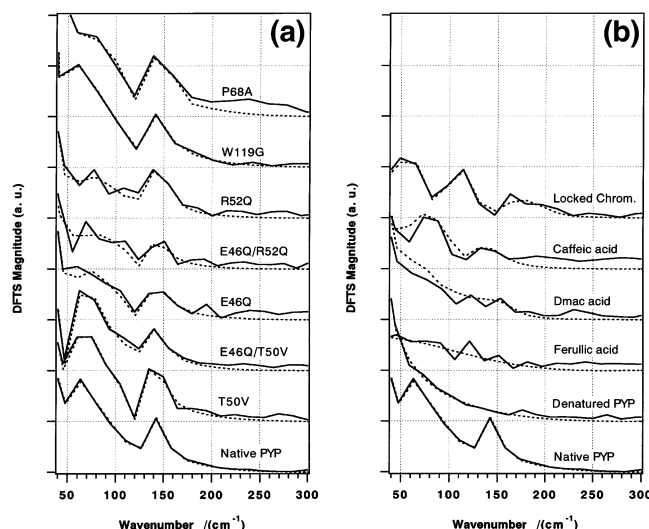 (a)
DFTS Magnitude (a. u.)
P68A
W119G
R52Q
E46Q/R52Q
E46Q
E46Q/T50V
T50V
Native PYP
50 100 150 200 250 300
Wavenumber /(cm-1)
(b)
DFTS Magnitude (a. u.)
Locked Chrom.
Caffeic acid
Dmac acid
Ferullic acid
Denatured PYP
Native PYP
50 100 150 200 250 300
Wavenumber /(cm-1)